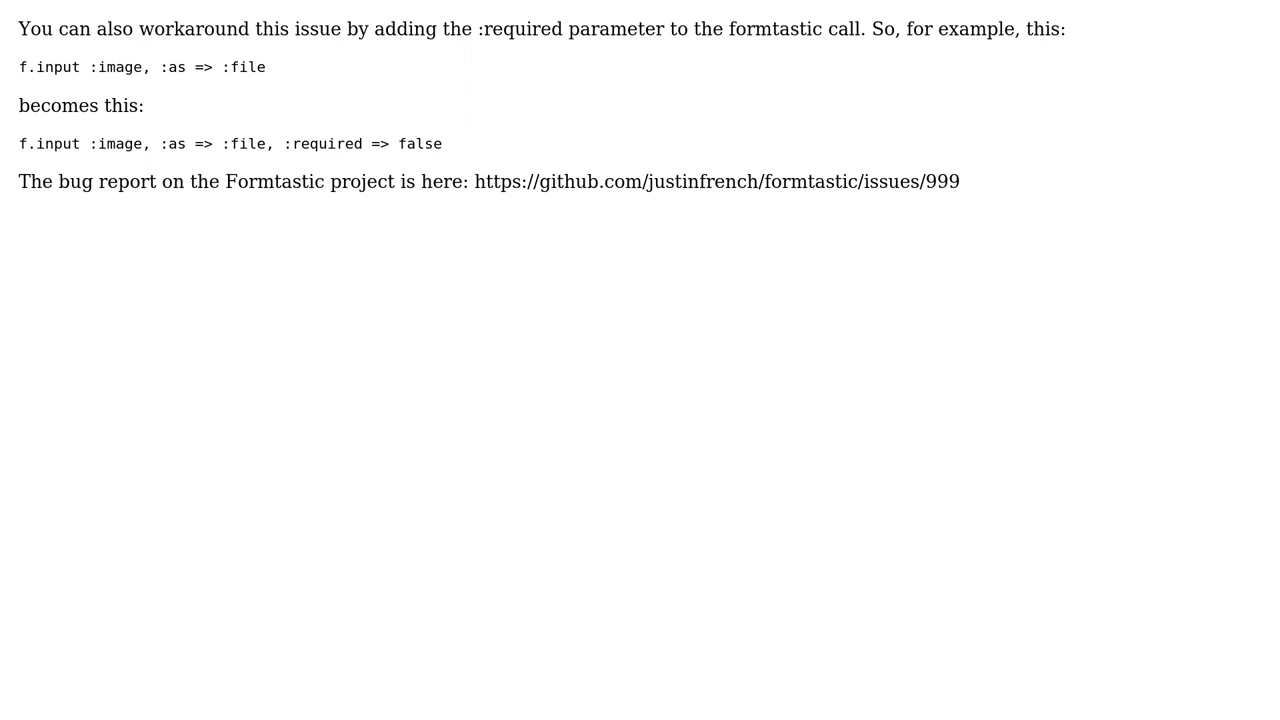 You can also workaround this issue by adding the :required parameter to the formtastic call. So, for example, this:
f.input :image, :as => :file
becomes this:
f.input :image, :as => :file, :required => false
The bug report on the Formtastic project is here: https://github.com/justinfrench/formtastic/issues/999